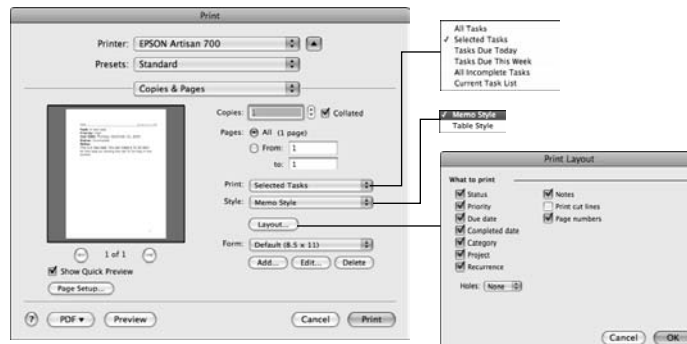 Print
Printer: EPSON Artisan 700
Presets: Standard
Copies & Pages
Copies: 1 Collated
Pages: All (1 page)
From: 1
to: 1
Print: Selected Tasks
Style: Memo Style
Layout...
Form: Default (8.5 x 11)
Add... Edit... Delete
1 of 1
Show Quick Preview
Page Setup...
? PDF ▾ Preview Cancel Print
All Tasks
✓ Selected Tasks
Tasks Due Today
Tasks Due This Week
All Incomplete Tasks
Current Task List
✓ Memo Style
Table Style
Print Layout
What to print
Status Notes
Priority Print cut lines
Due date Page numbers
Completed date
Category
Project
Recurrence
Holes: None
Cancel OK